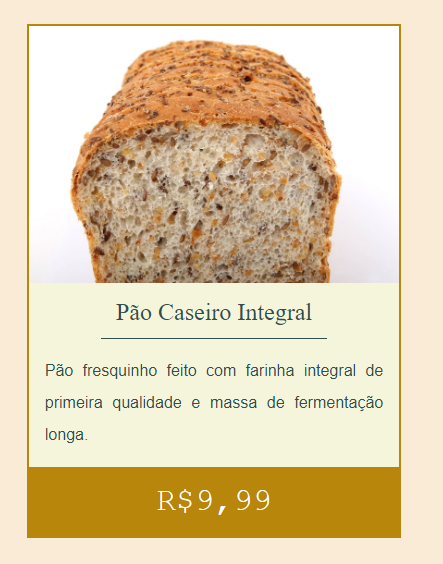 Pão Caseiro Integral
Pão fresquinho feito com farinha integral de
primeira qualidade e massa de fermentação
longa.
R$9,99